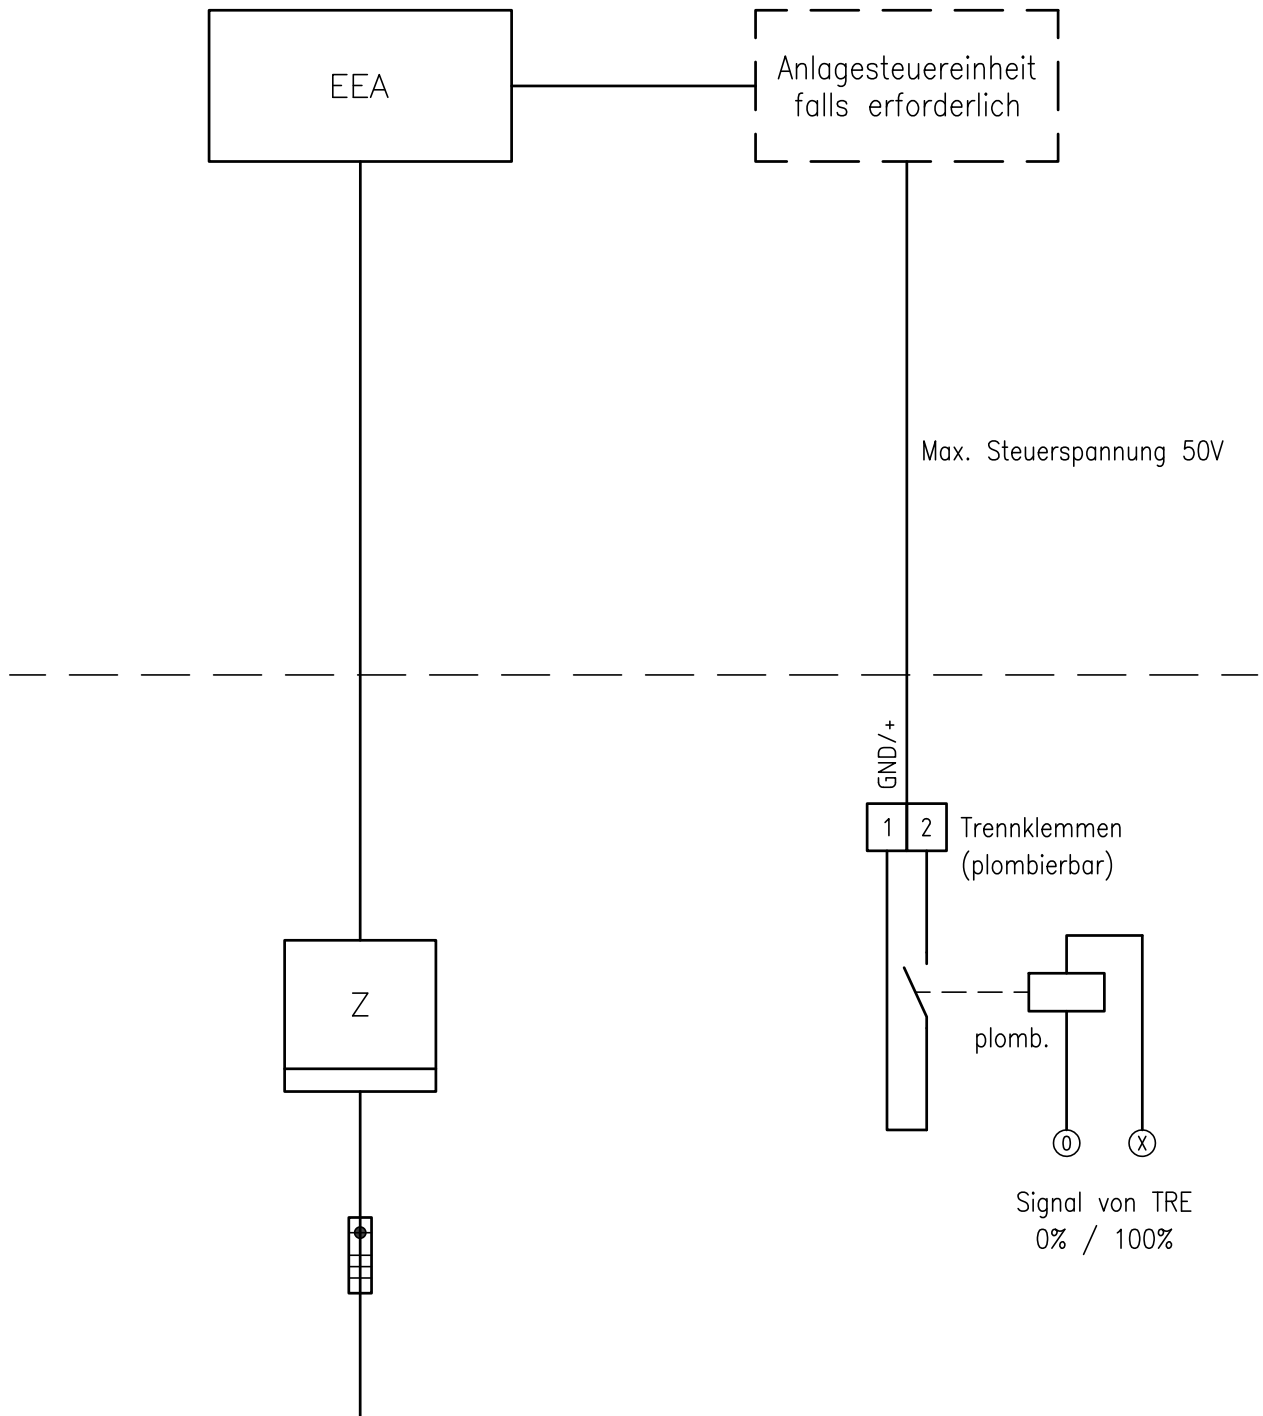 EEA
Anlagesteuereinheit
falls erforderlich
Max. Steuerspannung 50V
GND/+
1 2 Trennklemmen
(plombierbar)
Z
plomb.
0 X
Signal von TRE
0% / 100%